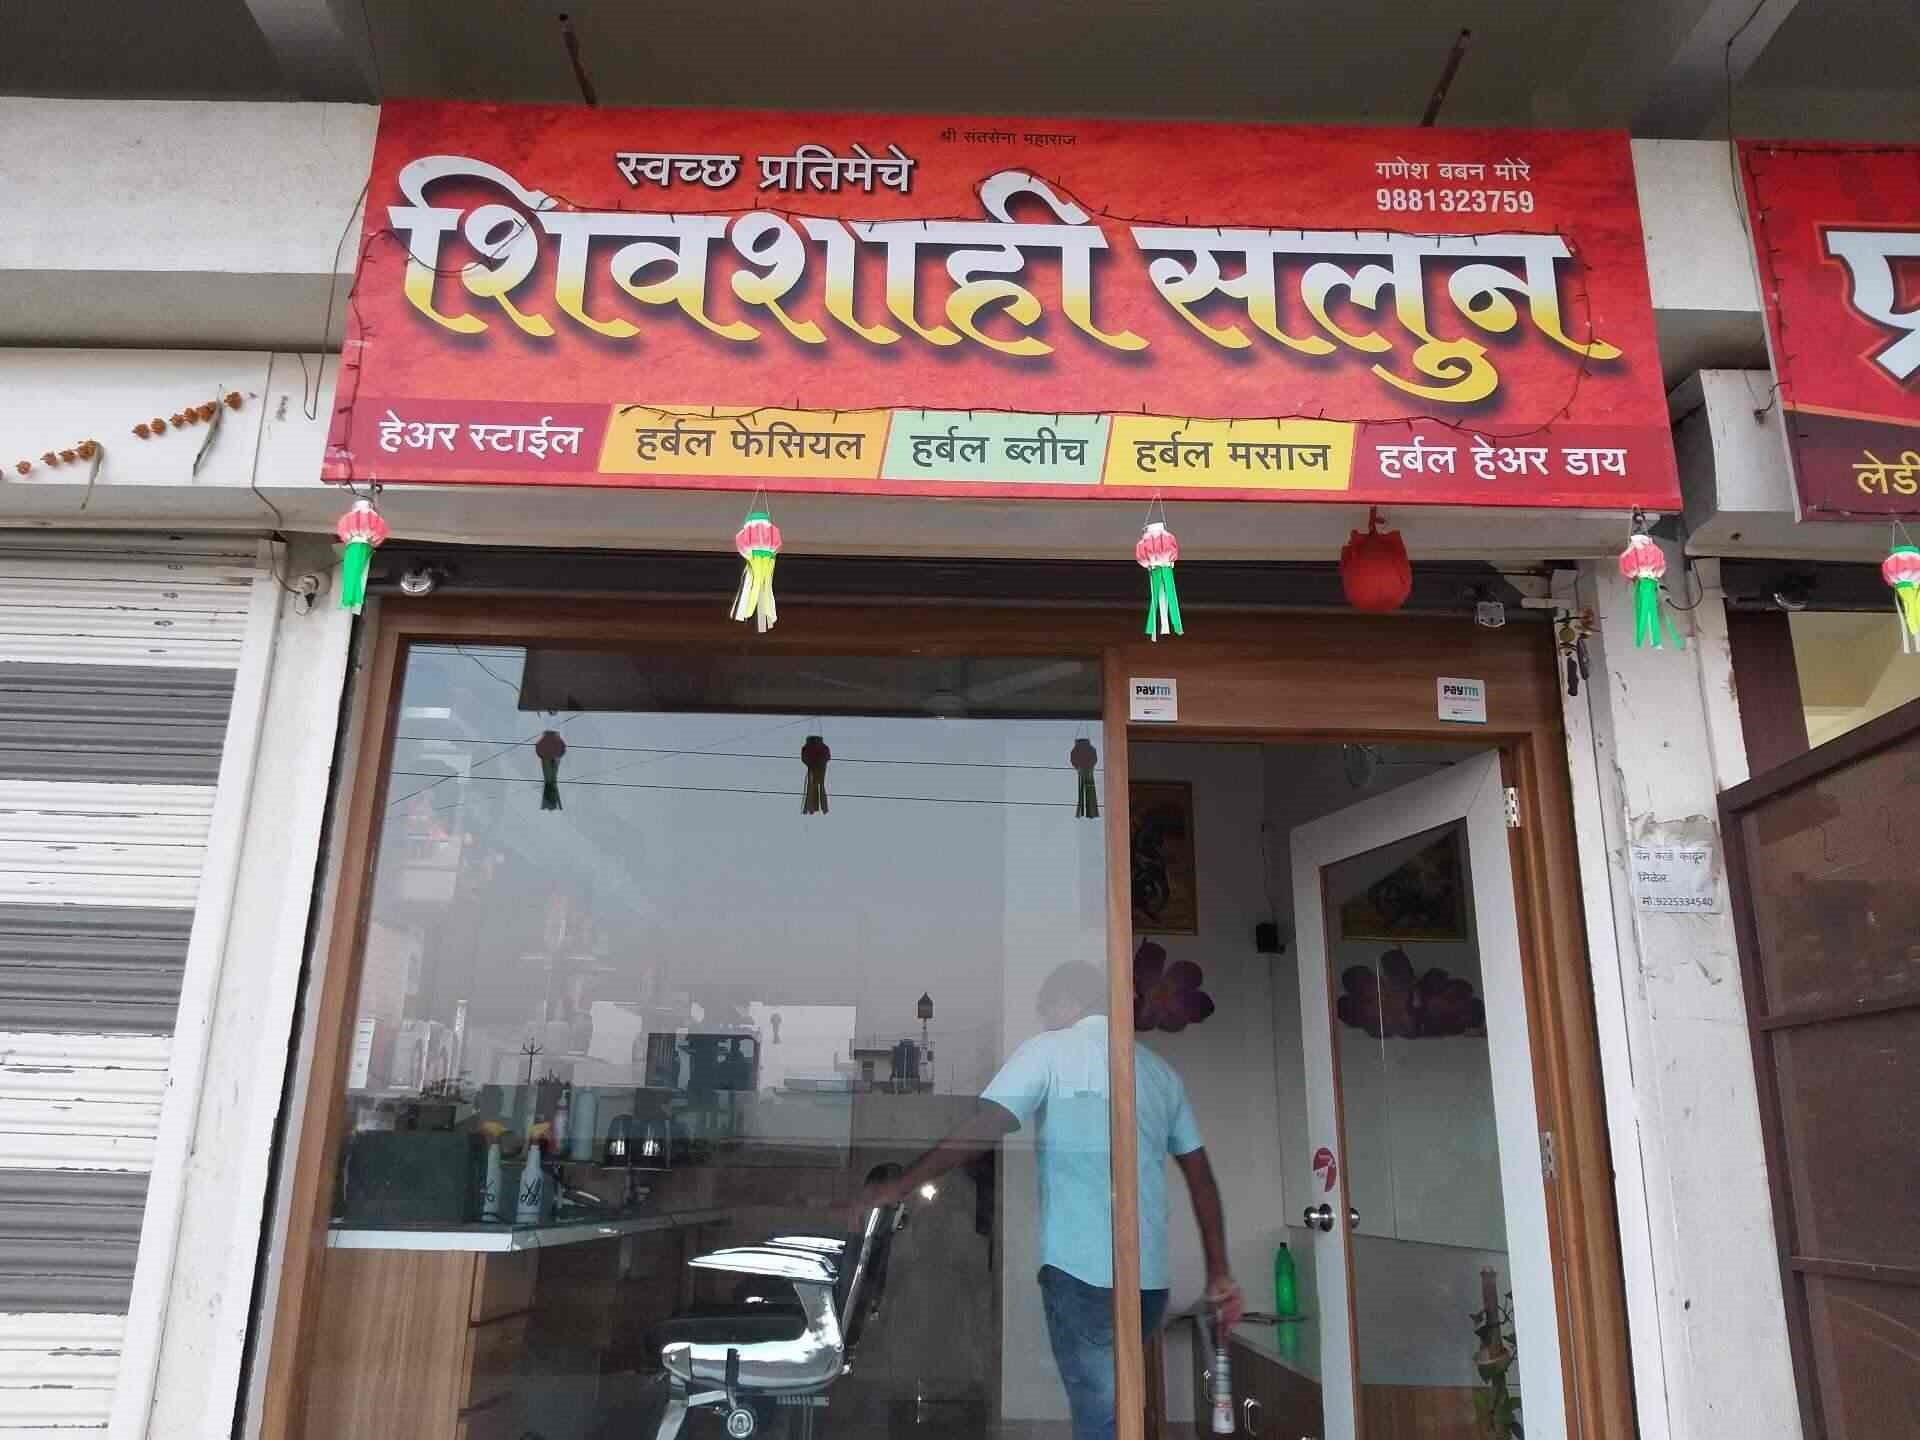 श्री संतसेना महाराज
स्वच्छ प्रतिमेचे
गणेश बबन मोरे
9881323759
शिवशाही सलुन
हेअर स्टाईल
हर्बल फेसियल
हर्बल ब्लीच
हर्बल मसाज
हर्बल हेअर डाय
लेडी
Paytm
Paytm
पॅन कार्ड काढून
मिळेल.
मो.9225334540